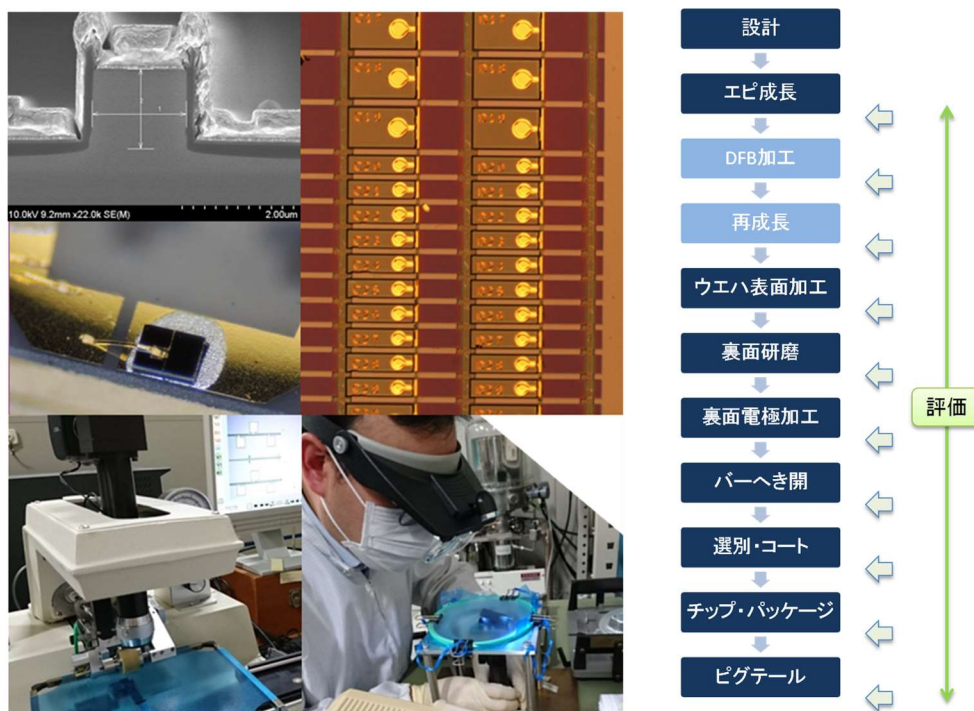 10.0kV 9.2mm x22.0k SE(M)
2.00um
設計
エピ成長
DFB加工
再成長
ウエハ表面加工
裏面研磨
裏面電極加工
バーへき開
選別・コート
チップ・パッケージ
ピグテール
評価